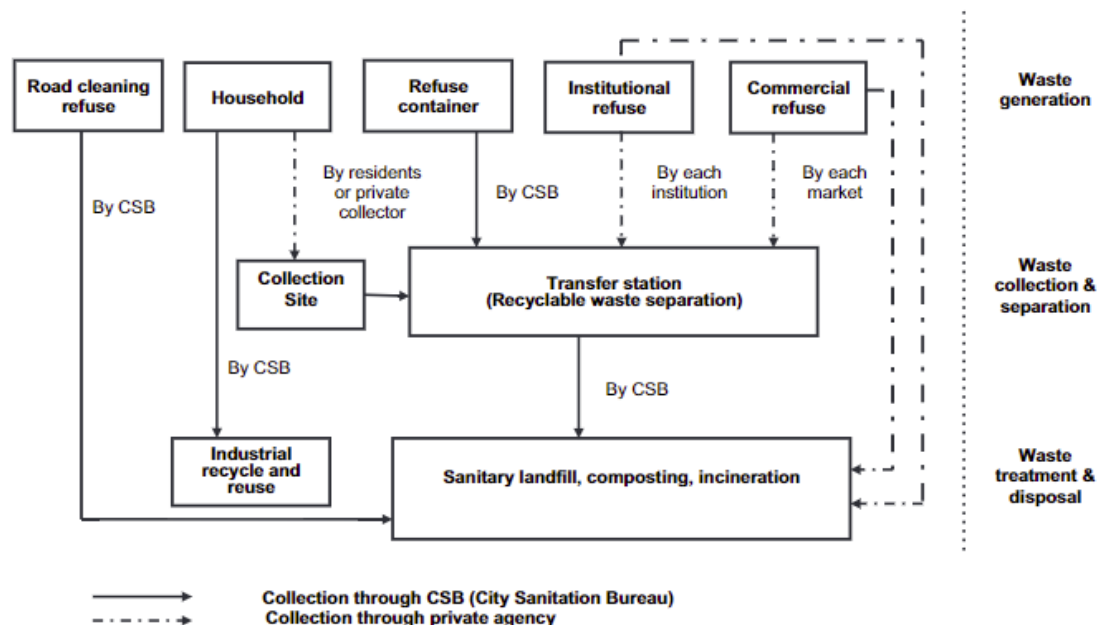 Road cleaning
refuse
Household
Refuse
container
Institutional
refuse
Commercial
refuse
Waste
generation
By CSB
By residents
or private
collector
By CSB
By each
institution
By each
market
Collection
Site
Transfer station
(Recyclable waste separation)
Waste
collection &
separation
By CSB
By CSB
Industrial
recycle and
reuse
Sanitary landfill, composting, incineration
Waste
treatment &
disposal
Collection through CSB (City Sanitation Bureau)
Collection through private agency